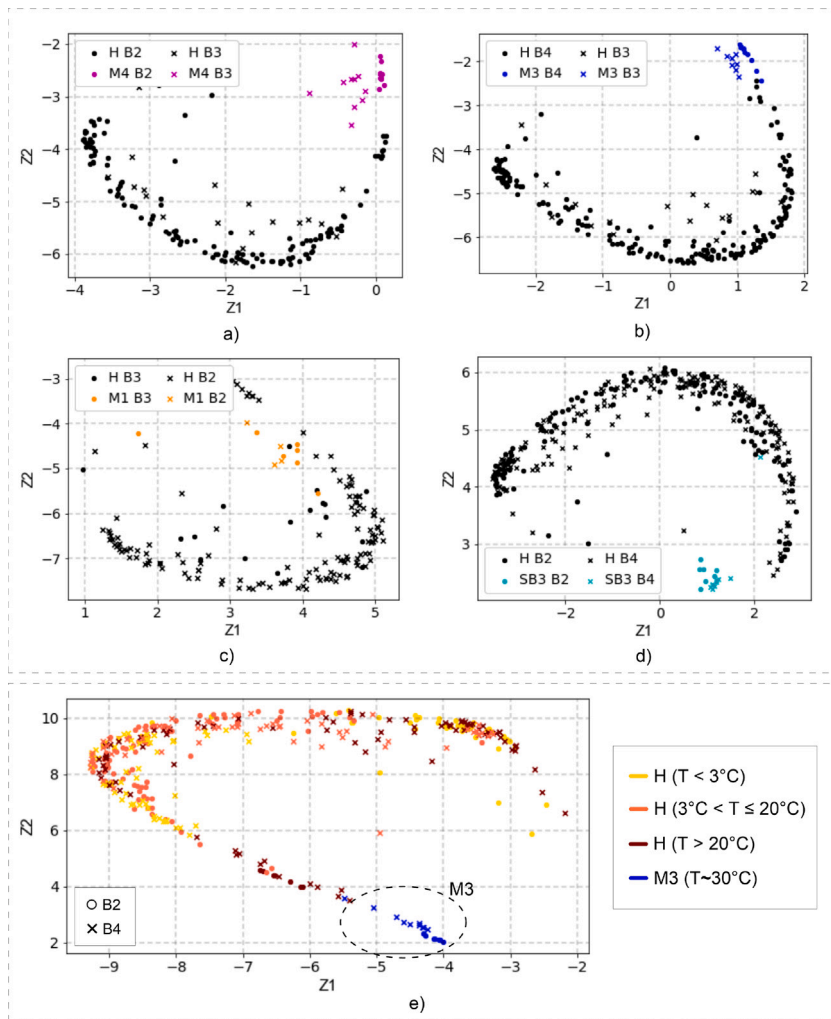 H B2 H B3
M4 B2 M4 B3
−2
−3
−4
−5
−6
Z2
−4 −3 −2 −1 0
Z1
a)
H B4 H B3
M3 B4 M3 B3
−2
−3
−4
−5
−6
Z2
−2 −1 0 1 2
Z1
b)
H B3 H B2
M1 B3 M1 B2
−3
−4
−5
−6
−7
Z2
1 2 3 4 5
Z1
c)
6
5
4
3
Z2
H B2 H B4
SB3 B2 SB3 B4
−2 0 2
Z1
d)
10
8
6
4
2
Z2
B2
B4
M3
−9 −8 −7 −6 −5 −4 −3 −2
Z1
e)
H (T < 3°C)
H (3°C < T ≤ 20°C)
H (T > 20°C)
M3 (T~30°C)